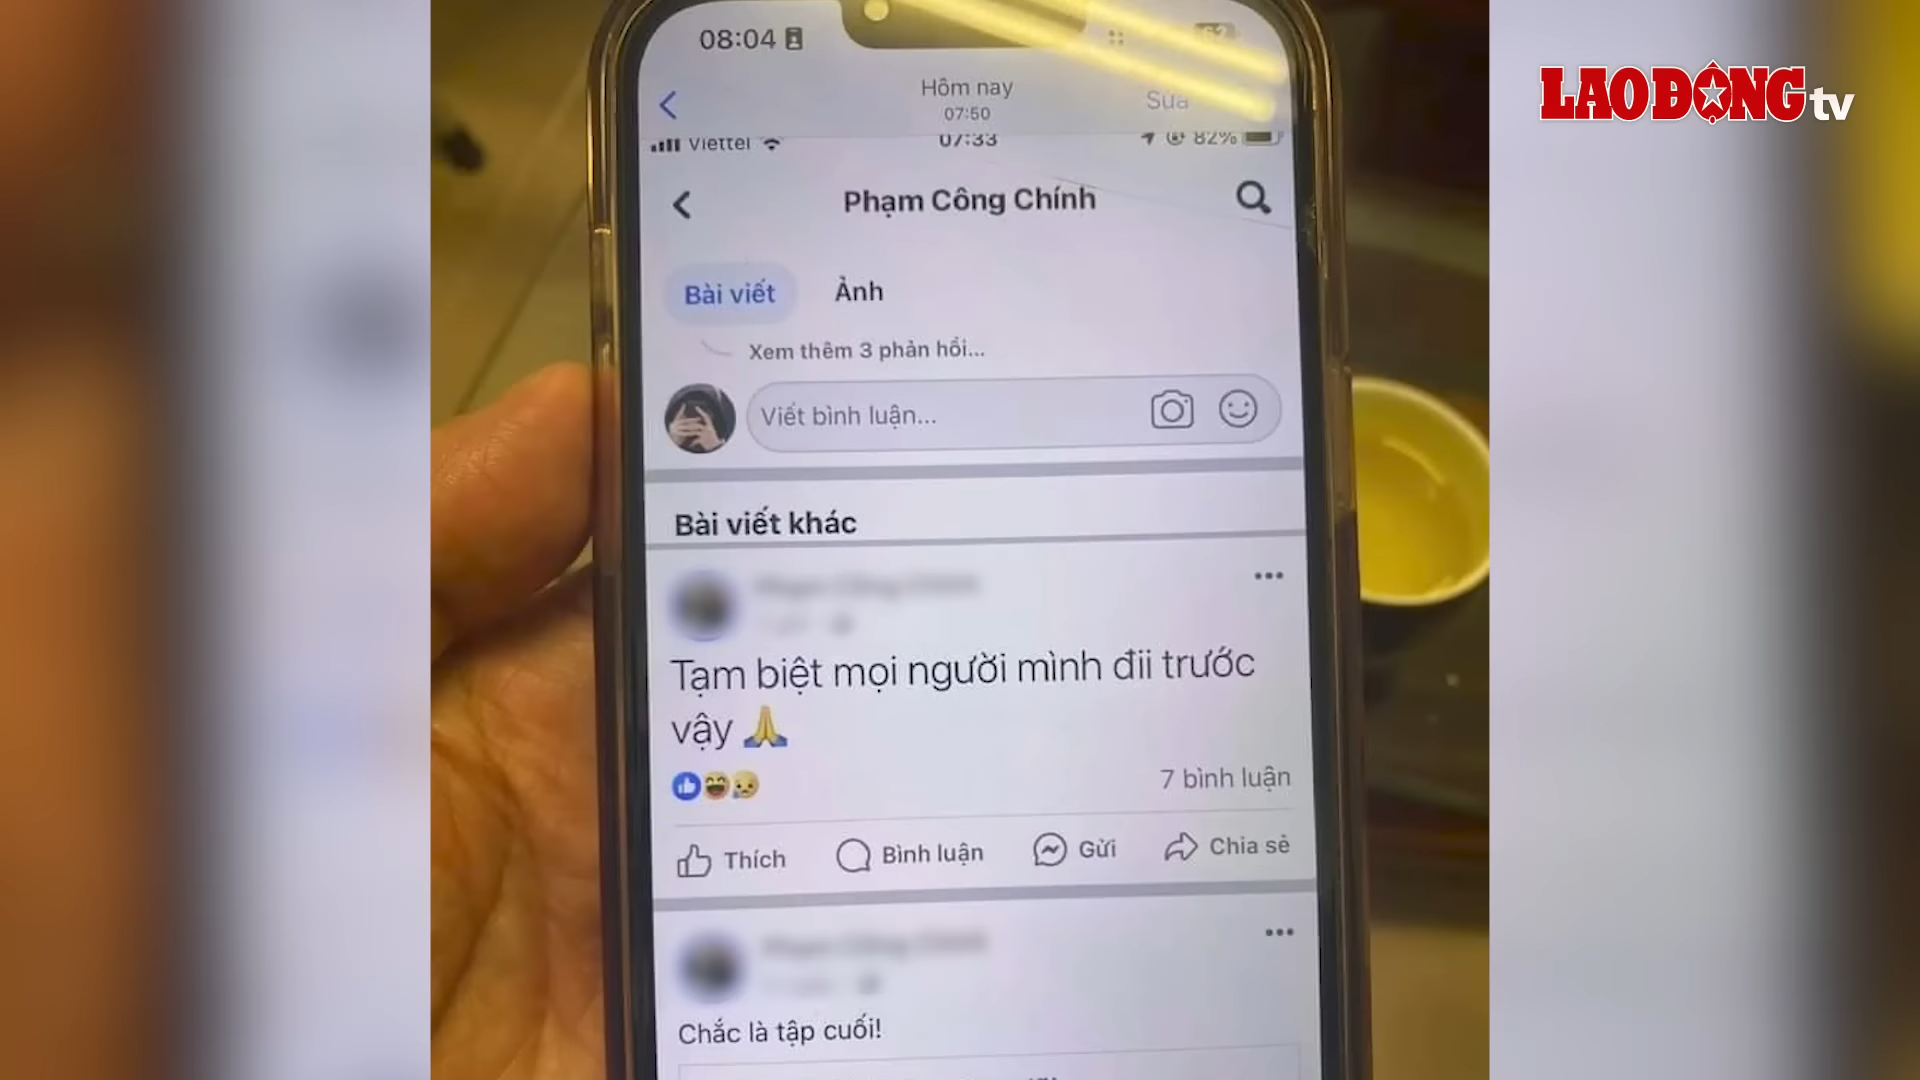 08:04
Hôm nay
07:50
Sửa
LAO ĐỘNG tv
Viettel
07:33
82%
Phạm Công Chính
Bài viết
Ảnh
Xem thêm 3 phản hồi...
Viết bình luận...
Bài viết khác
Tạm biệt mọi người mình đii trước
vậy 🙏
7 bình luận
Thích
Bình luận
Gửi
Chia sẻ
Chắc là tập cuối!